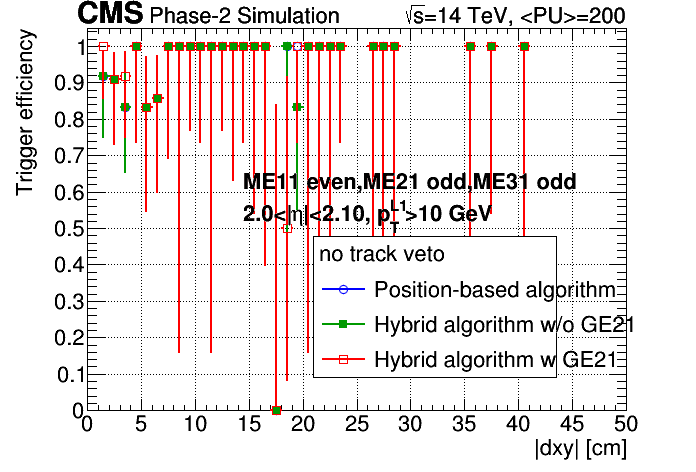 CMS Phase-2 Simulation √s=14 TeV, <PU>=200
Trigger efficiency
1
0.9
0.8
0.7
0.6
0.5
0.4
0.3
0.2
0.1
0
ME11 even,ME21 odd,ME31 odd
2.0<|η|<2.10, p_T^L1>10 GeV
no track veto
Position-based algorithm
Hybrid algorithm w/o GE21
Hybrid algorithm w GE21
0 5 10 15 20 25 30 35 40 45 50
|dxy| [cm]